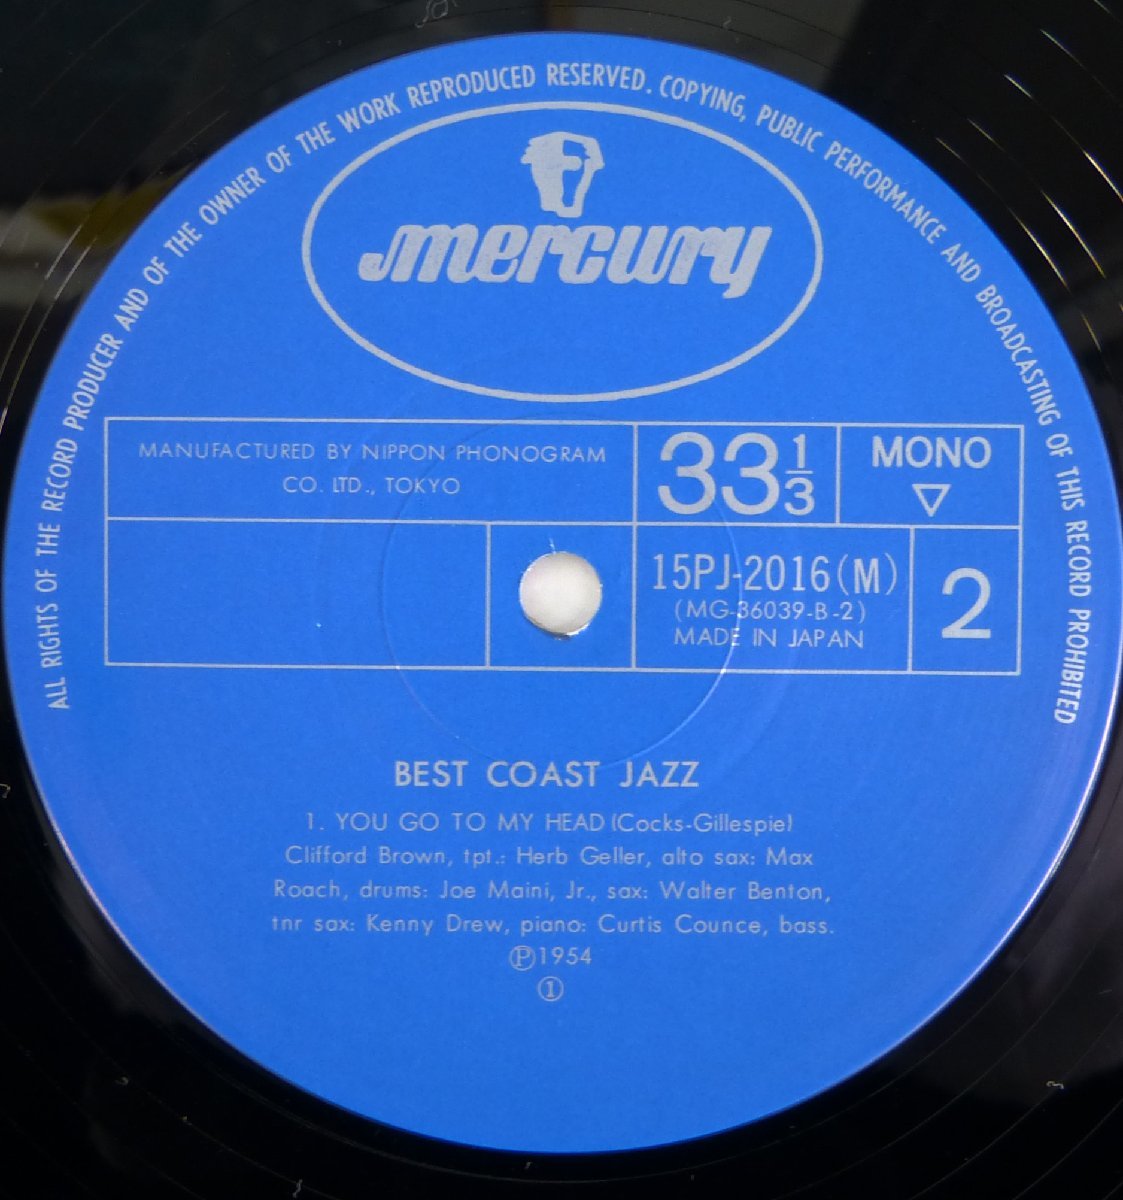 ALL RIGHTS OF THE RECORD PRODUCER AND OF THE OWNER OF THE WORK REPRODUCED RESERVED. COPYING, PUBLIC PERFORMANCE AND BROADCASTING OF THIS RECORD PROHIBITED
mercury
MANUFACTURED BY NIPPON PHONOGRAM
CO. LTD., TOKYO
33 1/3
MONO
▽
15PJ-2016(M)
(MG-36039-B-2)
MADE IN JAPAN
2
BEST COAST JAZZ
1. YOU GO TO MY HEAD (Cocks-Gillespie)
Clifford Brown, tpt.: Herb Geller, alto sax: Max
Roach, drums: Joe Maini, Jr., sax: Walter Benton,
tnr sax: Kenny Drew, piano: Curtis Counce, bass.
℗1954
①